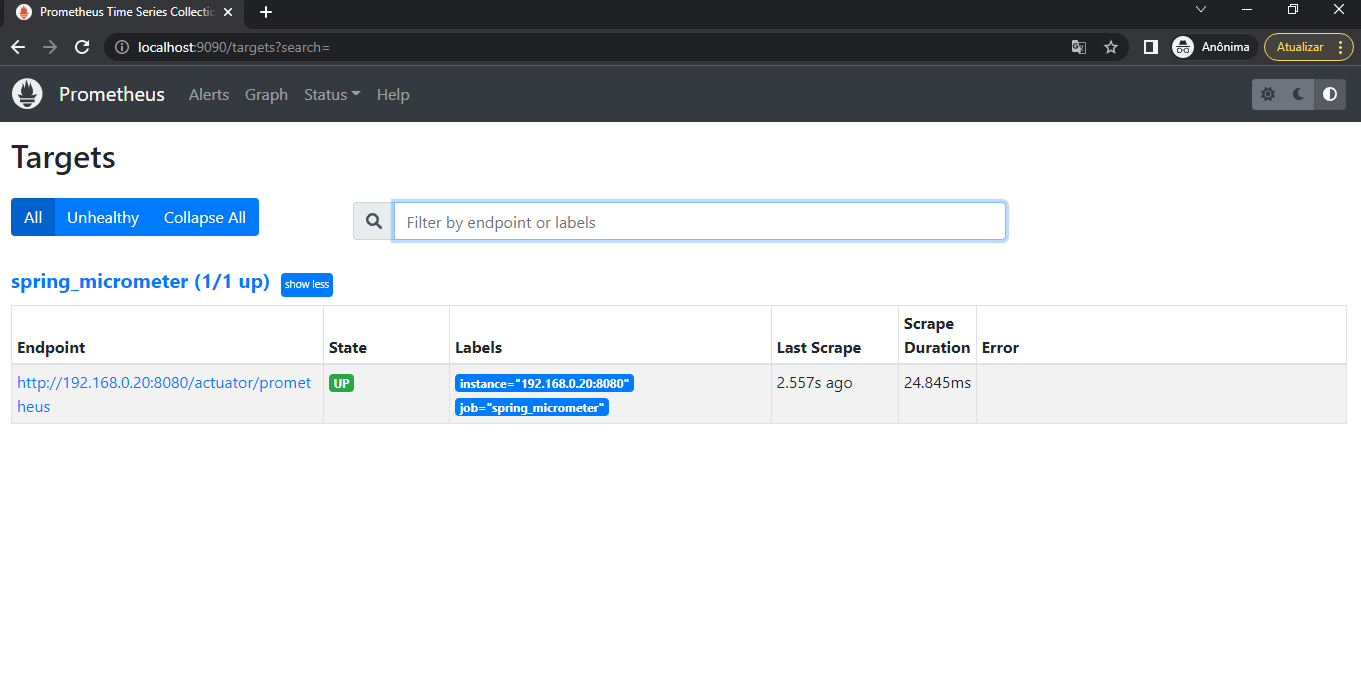 Prometheus Time Series Collectio
localhost:9090/targets?search=
Anônima
Atualizar
Prometheus
Alerts
Graph
Status
Help
Targets
All
Unhealthy
Collapse All
Filter by endpoint or labels
spring_micrometer (1/1 up)
show less
Endpoint
State
Labels
Last Scrape
Scrape
Duration
Error
http://192.168.0.20:8080/actuator/promet
heus
UP
instance="192.168.0.20:8080"
job="spring_micrometer"
2.557s ago
24.845ms